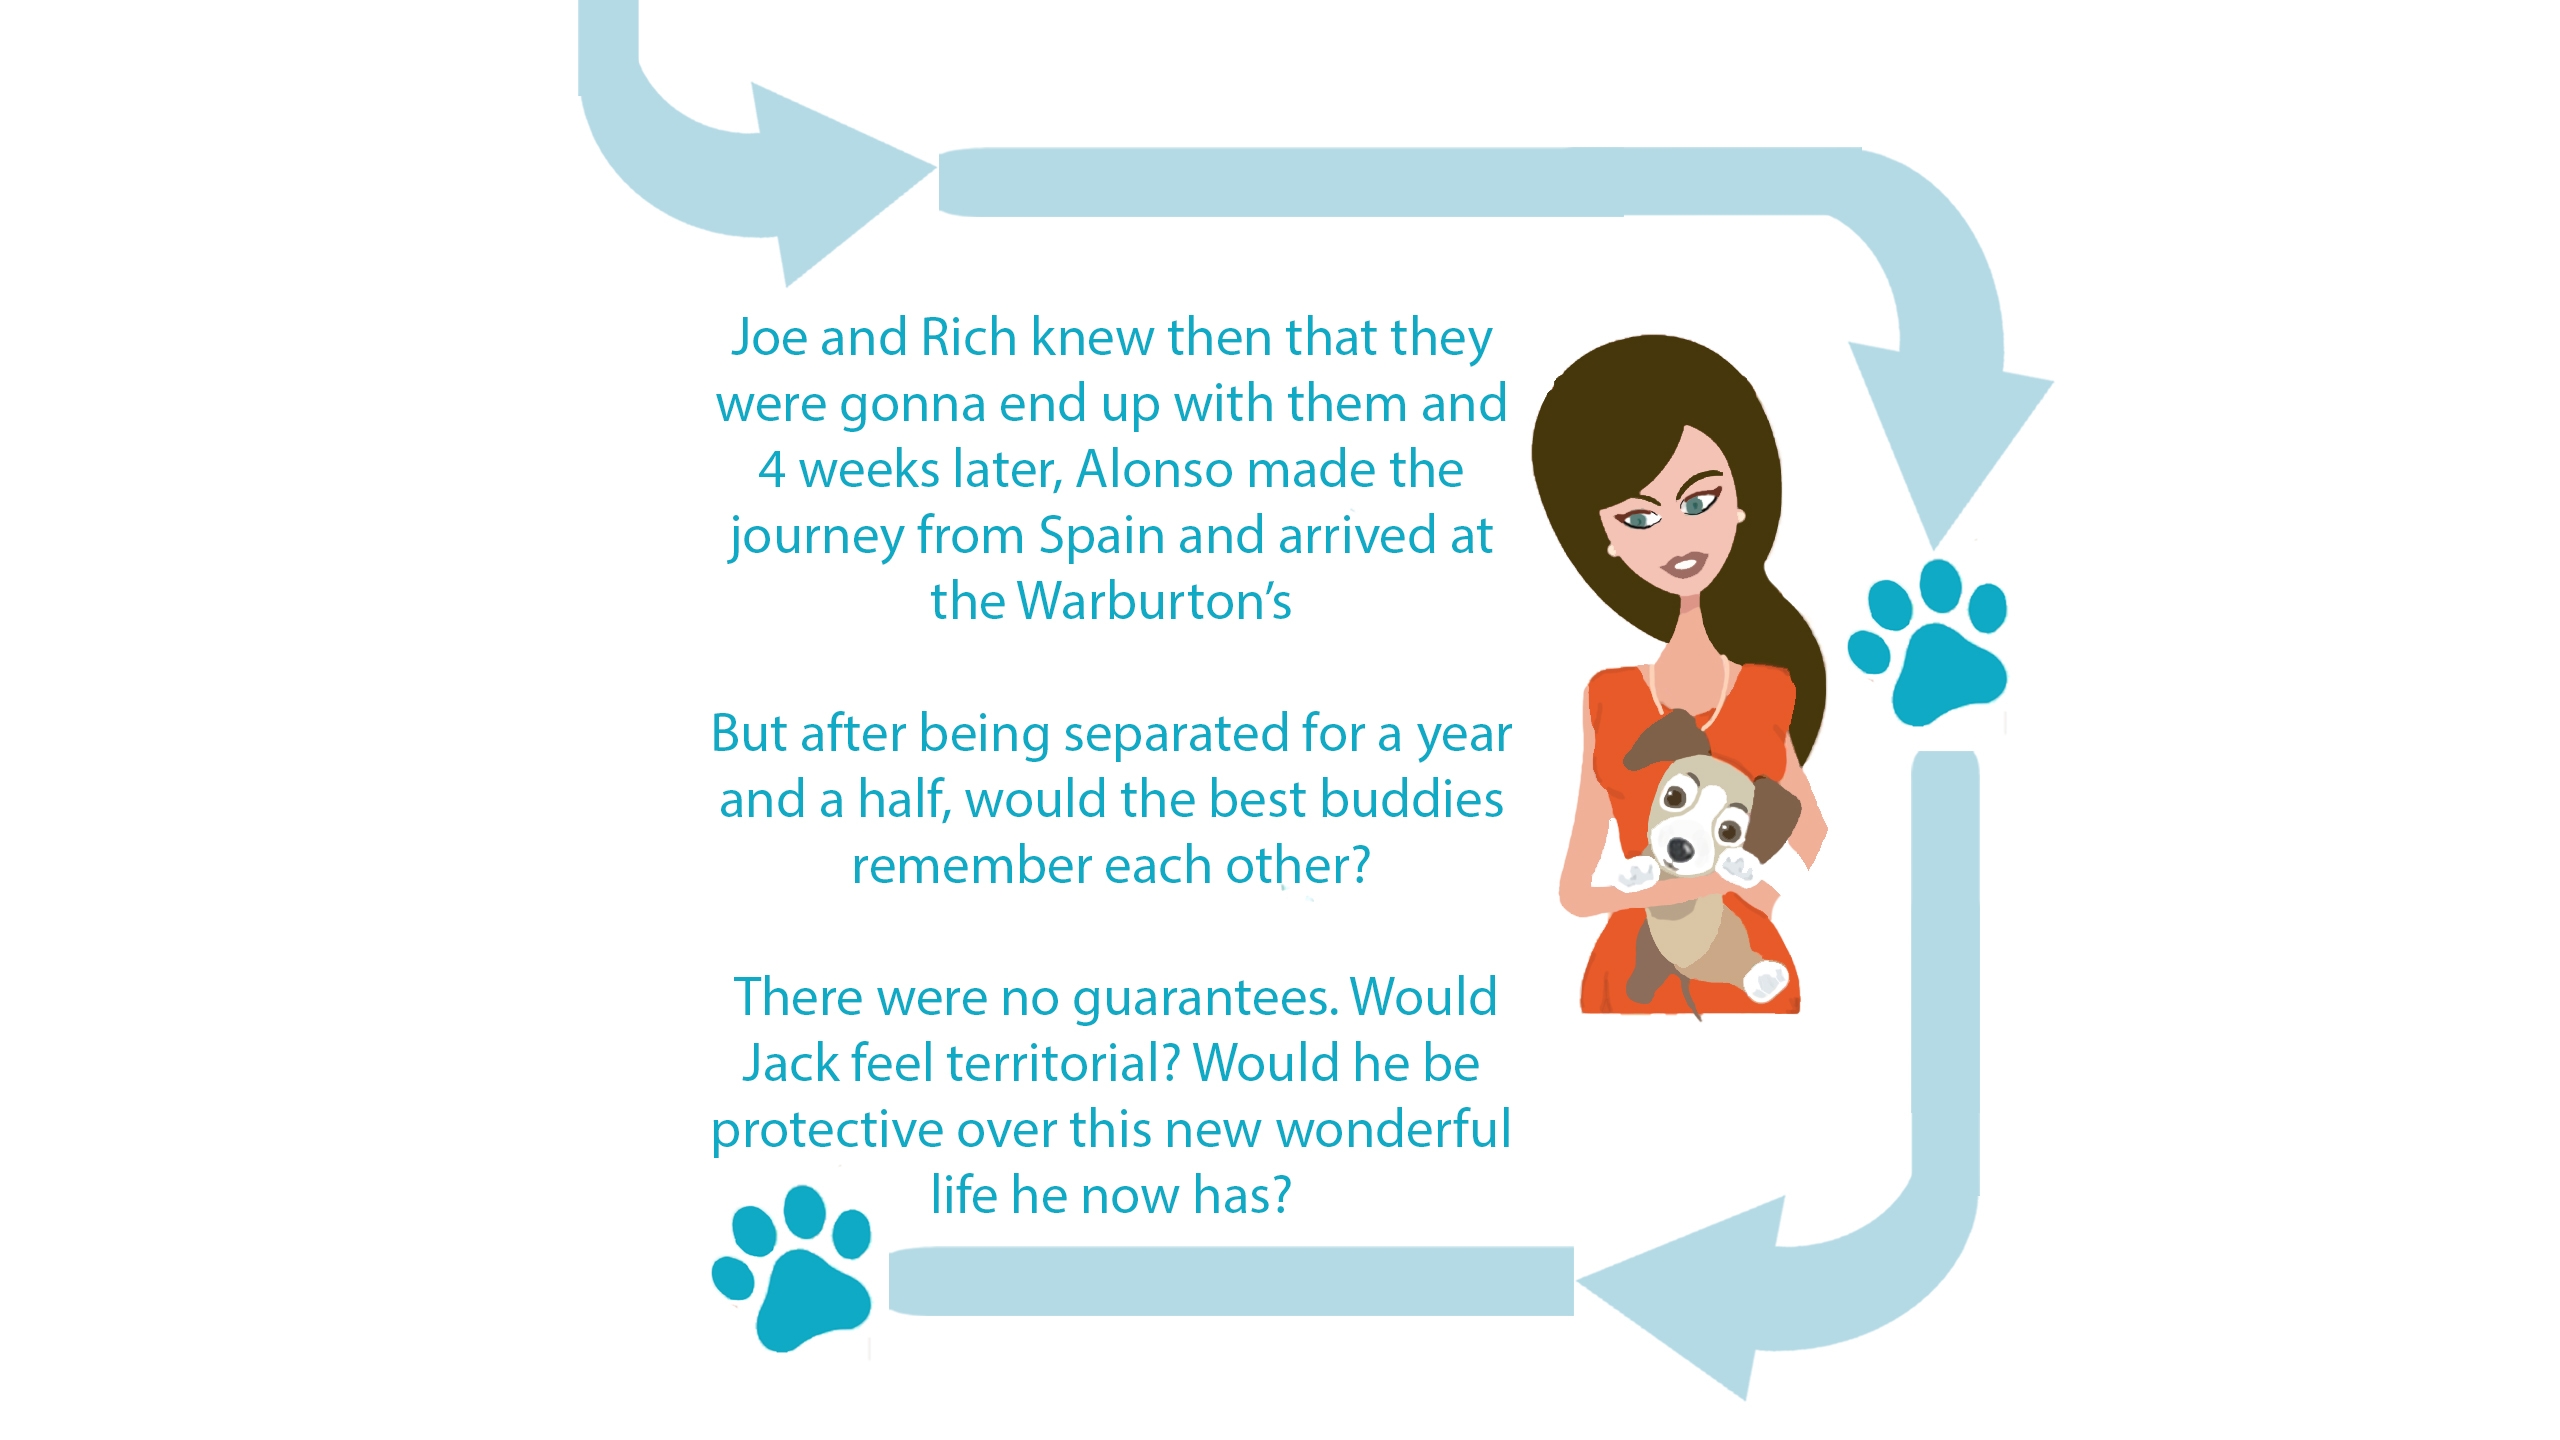 Joe and Rich knew then that they
were gonna end up with them and
4 weeks later, Alonso made the
journey from Spain and arrived at
the Warburton’s
But after being separated for a year
and a half, would the best buddies
remember each other?
There were no guarantees. Would
Jack feel territorial? Would he be
protective over this new wonderful
life he now has?